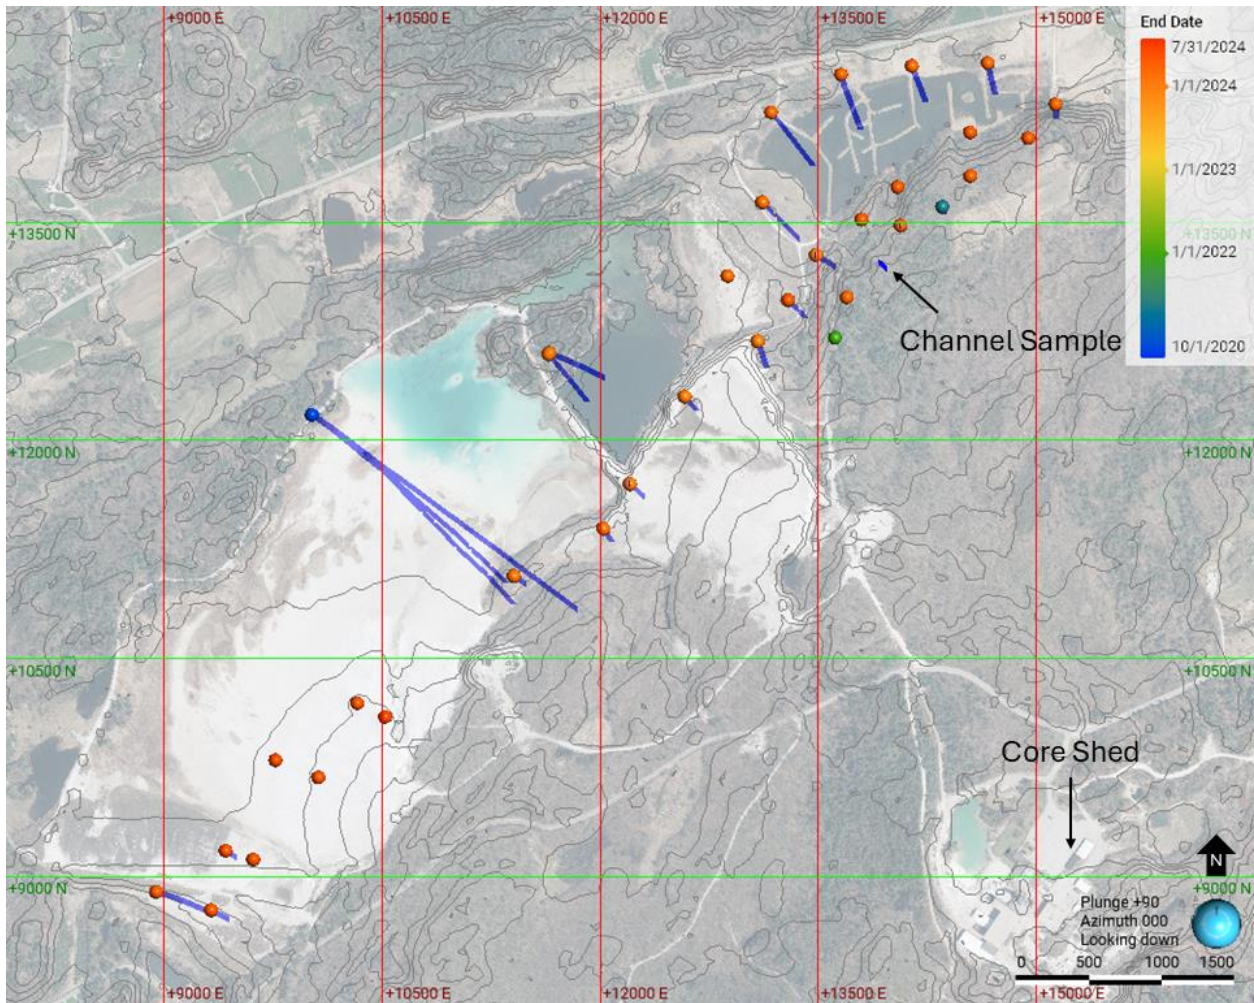 +9000 E
+10500 E
+12000 E
+13500 E
+15000 E
End Date
7/31/2024
1/1/2024
1/1/2023
1/1/2022
10/1/2020
+13500 N
+13500 N
Channel Sample
+12000 N
+12000 N
+10500 N
+10500 N
Core Shed
N
+9000 N
+9000 N
Plunge +90
Azimuth 000
Looking down
0 500 1000 1500
+9000 E
+10500 E
+12000 E
+13500 E
+15000 E